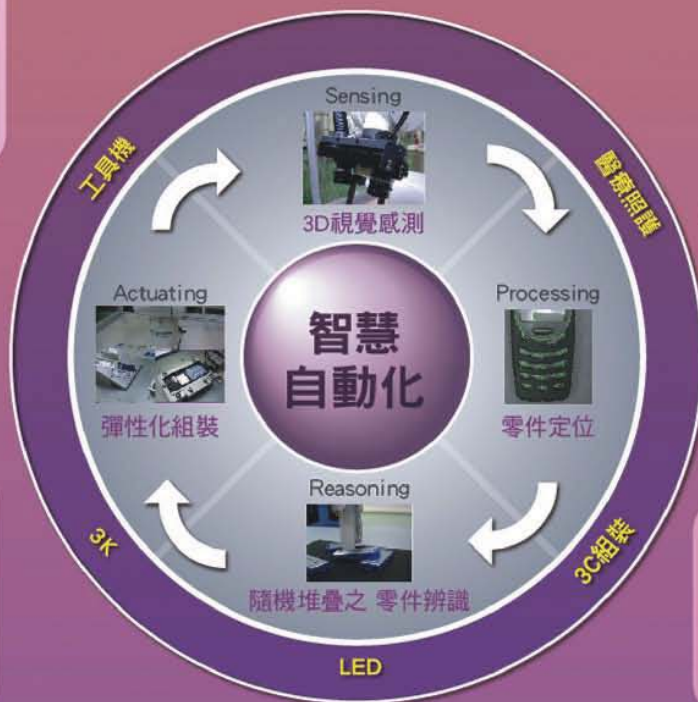 Sensing
3D視覺感測
工具機
醫療照護
Actuating
彈性化組裝
智慧
自動化
Processing
零件定位
Reasoning
隨機堆疊之 零件辨識
3K
3C組裝
LED